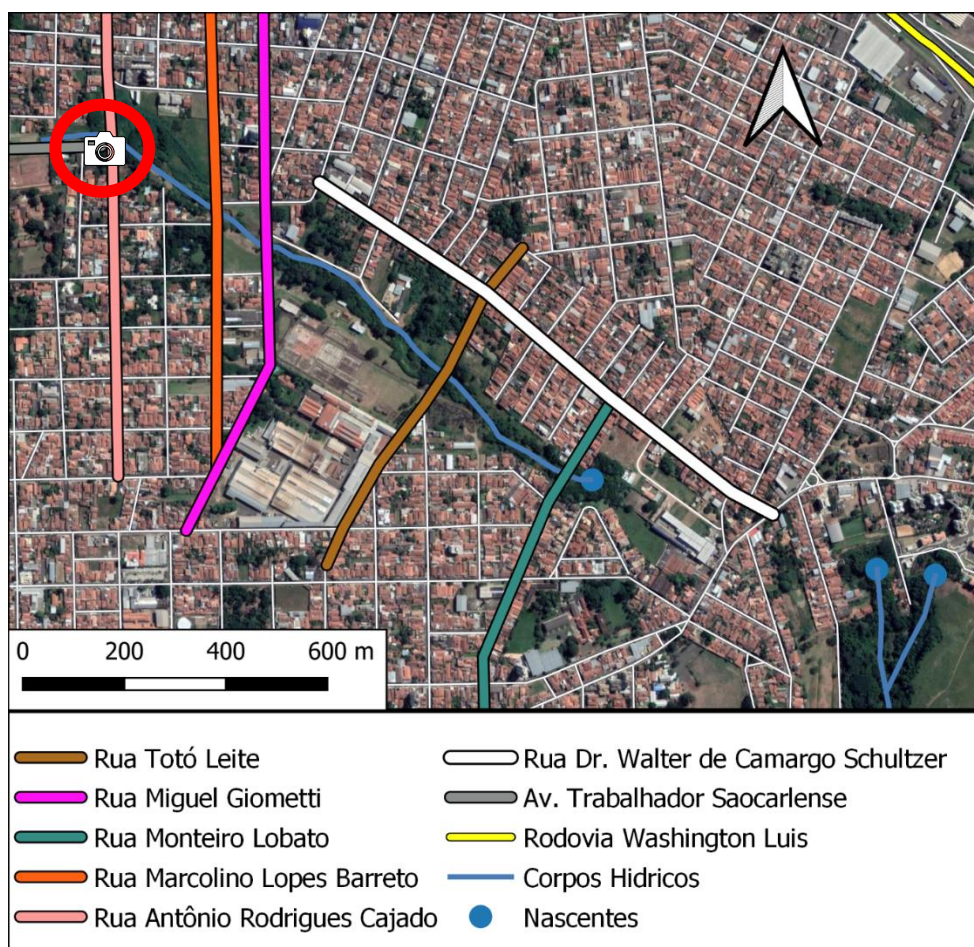 0 200 400 600 m
Rua Totó Leite
Rua Miguel Giometti
Rua Monteiro Lobato
Rua Marcolino Lopes Barreto
Rua Antônio Rodrigues Cajado
Rua Dr. Walter de Camargo Schultzer
Av. Trabalhador Saocarlense
Rodovia Washington Luis
Corpos Hidricos
Nascentes